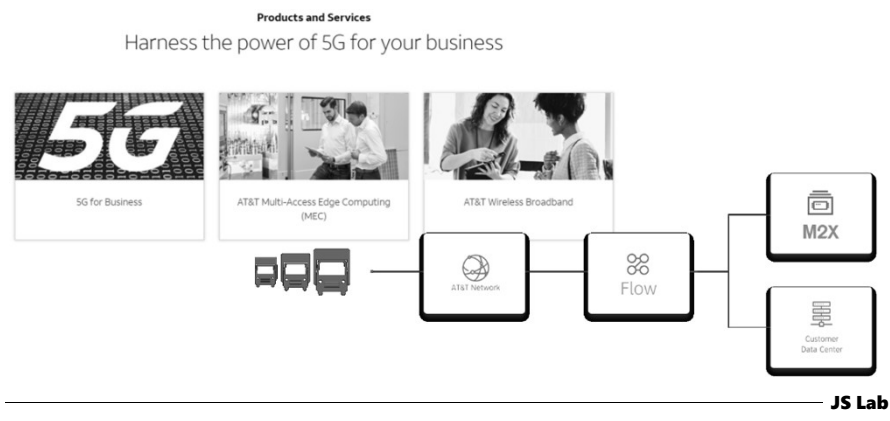 Products and Services
Harness the power of 5G for your business
5G
5G for Business
AT&T Multi-Access Edge Computing
(MEC)
AT&T Wireless Broadband
AT&T Network
Flow
M2X
Customer
Data Center
JS Lab